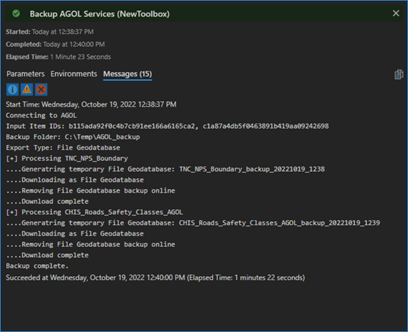 Backup AGOL Services (NewToolbox)
Started: Today at 12:38:37 PM
Completed: Today at 12:40:00 PM
Elapsed Time: 1 Minute 23 Seconds
Parameters Environments Messages (15)
Start Time: Wednesday, October 19, 2022 12:38:37 PM
Connecting to AGOL
Input Item IDs: b115ada92f0c4b7cb91ee166a6165ca2, c1a87a4db5f0463891b419aa09242698
Backup Folder: C:\Temp\AGOL_backup
Export Type: File Geodatabase
[+] Processing TNC_NPS_Boundary
....Generatring temporary File Geodatabase: TNC_NPS_Boundary_backup_20221019_1238
....Downloading as File Geodatabase
....Removing File Geodatabase backup online
....Download complete
[+] Processing CHIS_Roads_Safety_Classes_AGOL
....Generatring temporary File Geodatabase: CHIS_Roads_Safety_Classes_AGOL_backup_20221019_1239
....Downloading as File Geodatabase
....Removing File Geodatabase backup online
....Download complete
Backup complete.
Succeeded at Wednesday, October 19, 2022 12:40:00 PM (Elapsed Time: 1 minutes 22 seconds)